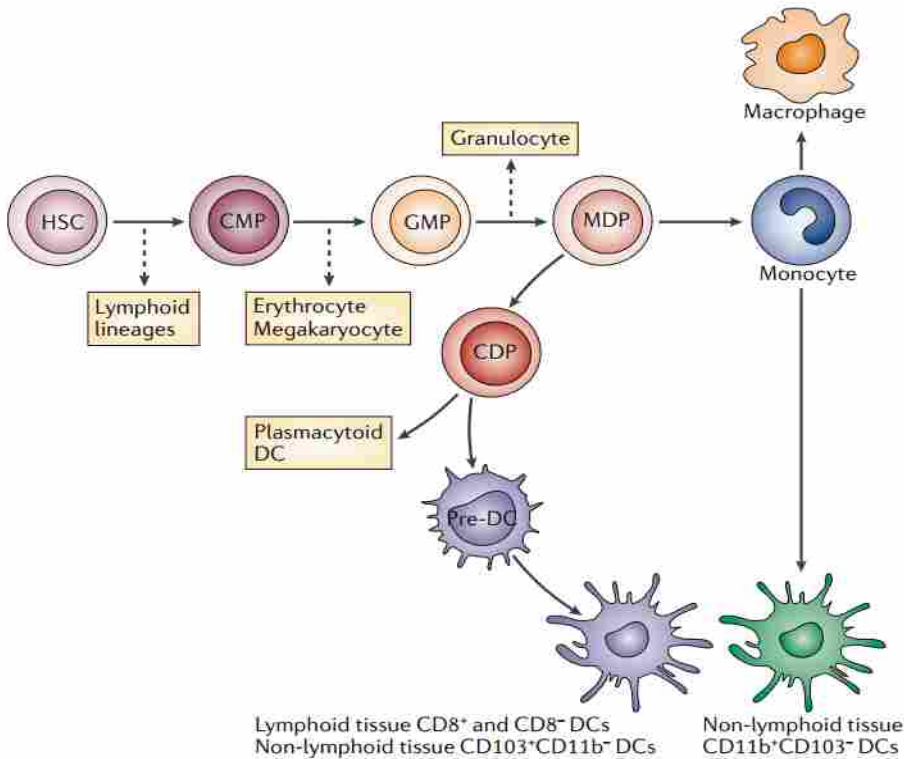 Macrophage
Granulocyte
HSC
CMP
GMP
MDP
Monocyte
Lymphoid
lineages
Erythrocyte
Megakaryocyte
CDP
Plasmacytoid
DC
Pre-DC
Lymphoid tissue CD8⁺ and CD8⁻ DCs
Non-lymphoid tissue CD103⁺CD11b⁻ DCs
Non-lymphoid tissue
CD11b⁺CD103⁻ DCs